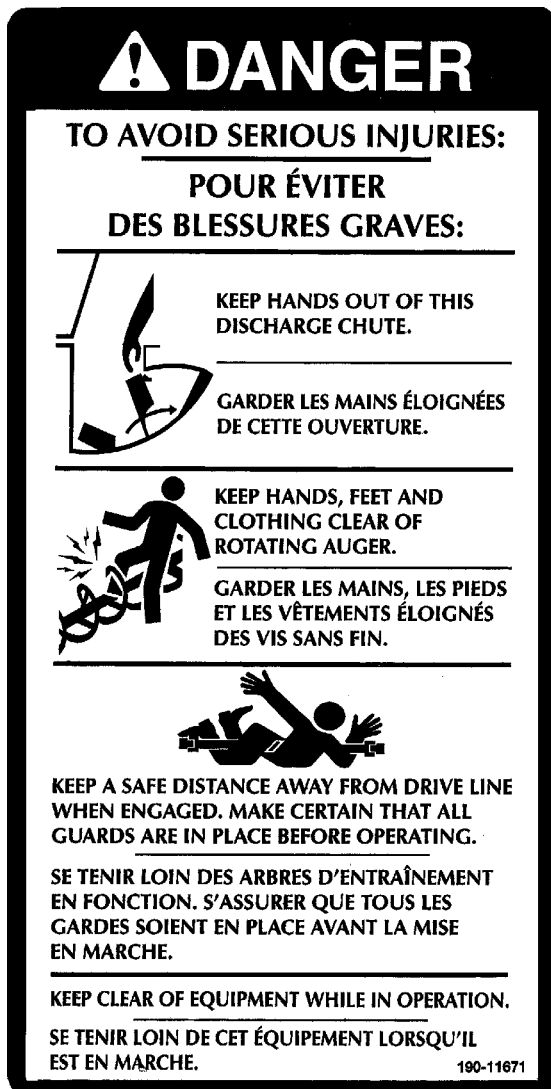 DANGER
TO AVOID SERIOUS INJURIES:
POUR ÉVITER
DES BLESSURES GRAVES:
KEEP HANDS OUT OF THIS
DISCHARGE CHUTE.
GARDER LES MAINS ÉLOIGNÉES
DE CETTE OUVERTURE.
KEEP HANDS, FEET AND
CLOTHING CLEAR OF
ROTATING AUGER.
GARDER LES MAINS, LES PIEDS
ET LES VÊTEMENTS ÉLOIGNÉS
DES VIS SANS FIN.
KEEP A SAFE DISTANCE AWAY FROM DRIVE LINE
WHEN ENGAGED. MAKE CERTAIN THAT ALL
GUARDS ARE IN PLACE BEFORE OPERATING.
SE TENIR LOIN DES ARBRES D'ENTRAÎNEMENT
EN FONCTION. S'ASSURER QUE TOUS LES
GARDES SOIENT EN PLACE AVANT LA MISE
EN MARCHE.
KEEP CLEAR OF EQUIPMENT WHILE IN OPERATION.
SE TENIR LOIN DE CET ÉQUIPEMENT LORSQU'IL
EST EN MARCHE.
190-11671